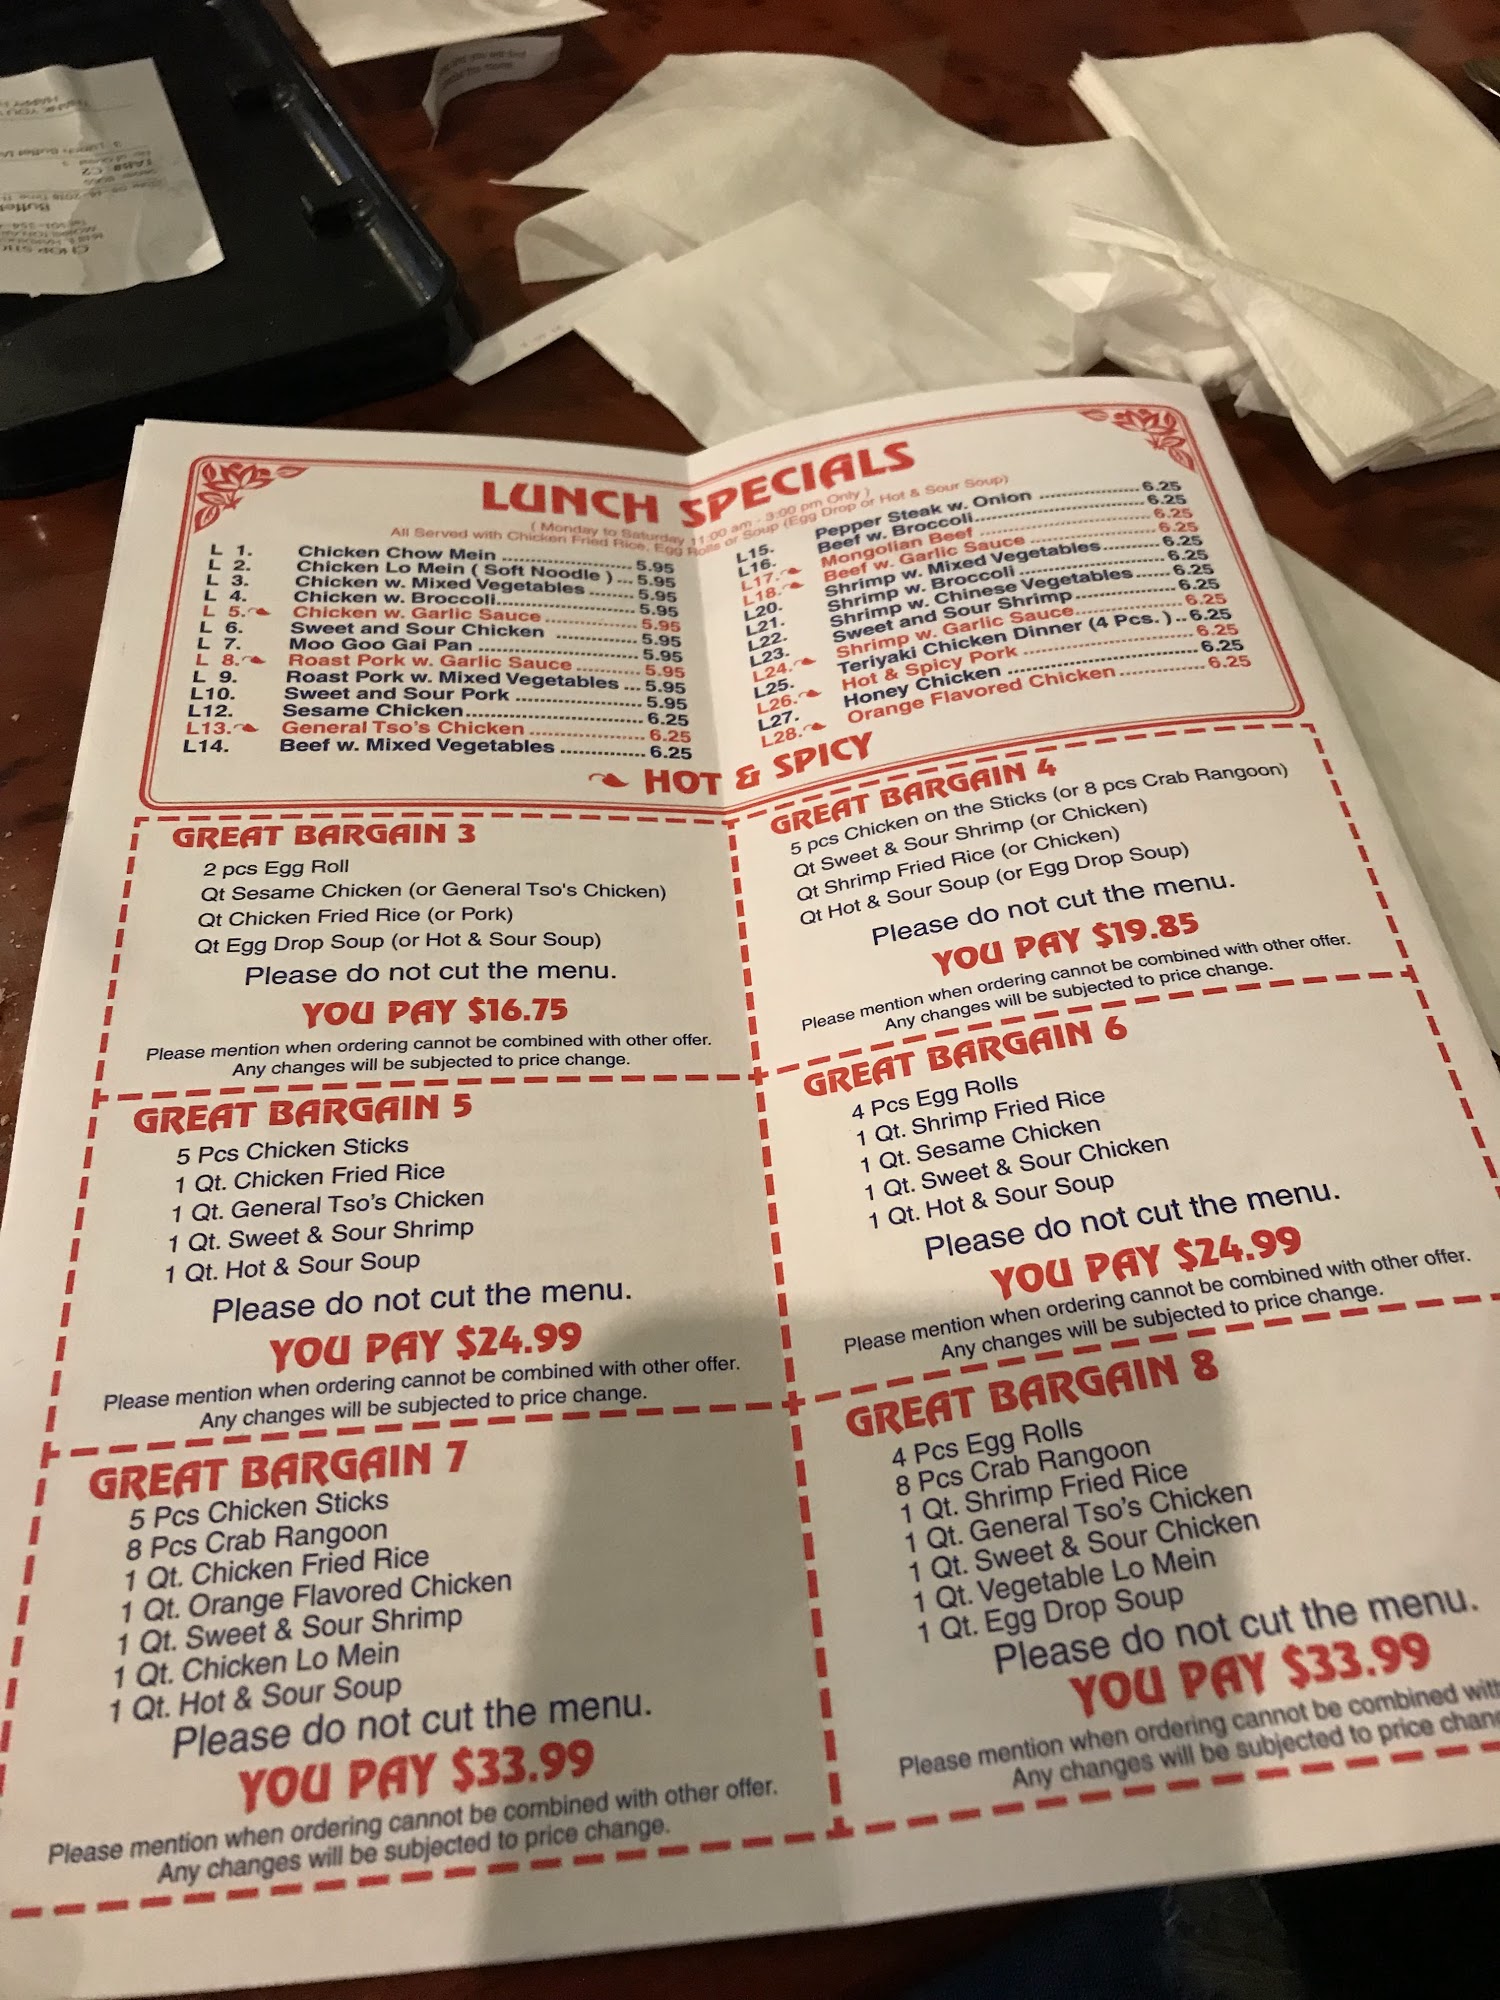 LUNCH SPECIALS
( Monday to Saturday 11:00 am - 3:00 pm Only )
All Served with Chicken Fried Rice, Egg Rolls or Soup (Egg Drop or Hot & Sour Soup)
L 1. Chicken Chow Mein 5.95
L 2. Chicken Lo Mein ( Soft Noodle ) 5.95
L 3. Chicken w. Mixed Vegetables 5.95
L 4. Chicken w. Broccoli 5.95
L 5. Chicken w. Garlic Sauce 5.95
L 6. Sweet and Sour Chicken 5.95
L 7. Moo Goo Gai Pan 5.95
L 8. Roast Pork w. Garlic Sauce 5.95
L 9. Roast Pork w. Mixed Vegetables 5.95
L10. Sweet and Sour Pork 5.95
L12. Sesame Chicken 6.25
L13. General Tso's Chicken 6.25
L14. Beef w. Mixed Vegetables 6.25
L15. Pepper Steak w. Onion 6.25
L16. Beef w. Broccoli 6.25
L17. Mongolian Beef 6.25
L18. Beef w. Garlic Sauce 6.25
L20. Shrimp w. Mixed Vegetables 6.25
L21. Shrimp w. Broccoli 6.25
L22. Shrimp w. Chinese Vegetables 6.25
L23. Sweet and Sour Shrimp 6.25
L24. Shrimp w. Garlic Sauce 6.25
L25. Teriyaki Chicken Dinner (4 Pcs. ) 6.25
L26. Hot & Spicy Pork 6.25
L27. Honey Chicken 6.25
L28. Orange Flavored Chicken 6.25
HOT & SPICY
GREAT BARGAIN 3
2 pcs Egg Roll
Qt Sesame Chicken (or General Tso's Chicken)
Qt Chicken Fried Rice (or Pork)
Qt Egg Drop Soup (or Hot & Sour Soup)
Please do not cut the menu.
YOU PAY $16.75
Please mention when ordering cannot be combined with other offer.
Any changes will be subjected to price change.
GREAT BARGAIN 4
5 pcs Chicken on the Sticks (or 8 pcs Crab Rangoon)
Qt Sweet & Sour Shrimp (or Chicken)
Qt Shrimp Fried Rice (or Chicken)
Qt Hot & Sour Soup (or Egg Drop Soup)
Please do not cut the menu.
YOU PAY $19.85
Please mention when ordering cannot be combined with other offer.
Any changes will be subjected to price change.
GREAT BARGAIN 5
5 Pcs Chicken Sticks
1 Qt. Chicken Fried Rice
1 Qt. General Tso's Chicken
1 Qt. Sweet & Sour Shrimp
1 Qt. Hot & Sour Soup
Please do not cut the menu.
YOU PAY $24.99
Please mention when ordering cannot be combined with other offer.
Any changes will be subjected to price change.
GREAT BARGAIN 6
4 Pcs Egg Rolls
1 Qt. Shrimp Fried Rice
1 Qt. Sesame Chicken
1 Qt. Sweet & Sour Chicken
1 Qt. Hot & Sour Soup
Please do not cut the menu.
YOU PAY $24.99
Please mention when ordering cannot be combined with other offer.
Any changes will be subjected to price change.
GREAT BARGAIN 7
5 Pcs Chicken Sticks
8 Pcs Crab Rangoon
1 Qt. Chicken Fried Rice
1 Qt. Orange Flavored Chicken
1 Qt. Sweet & Sour Shrimp
1 Qt. Chicken Lo Mein
1 Qt. Hot & Sour Soup
Please do not cut the menu.
YOU PAY $33.99
Please mention when ordering cannot be combined with other offer.
Any changes will be subjected to price change.
GREAT BARGAIN 8
4 Pcs Egg Rolls
8 Pcs Crab Rangoon
1 Qt. Shrimp Fried Rice
1 Qt. General Tso's Chicken
1 Qt. Sweet & Sour Chicken
1 Qt. Vegetable Lo Mein
1 Qt. Egg Drop Soup
Please do not cut the menu.
YOU PAY $33.99
Please mention when ordering cannot be combined with
Any changes will be subjected to price